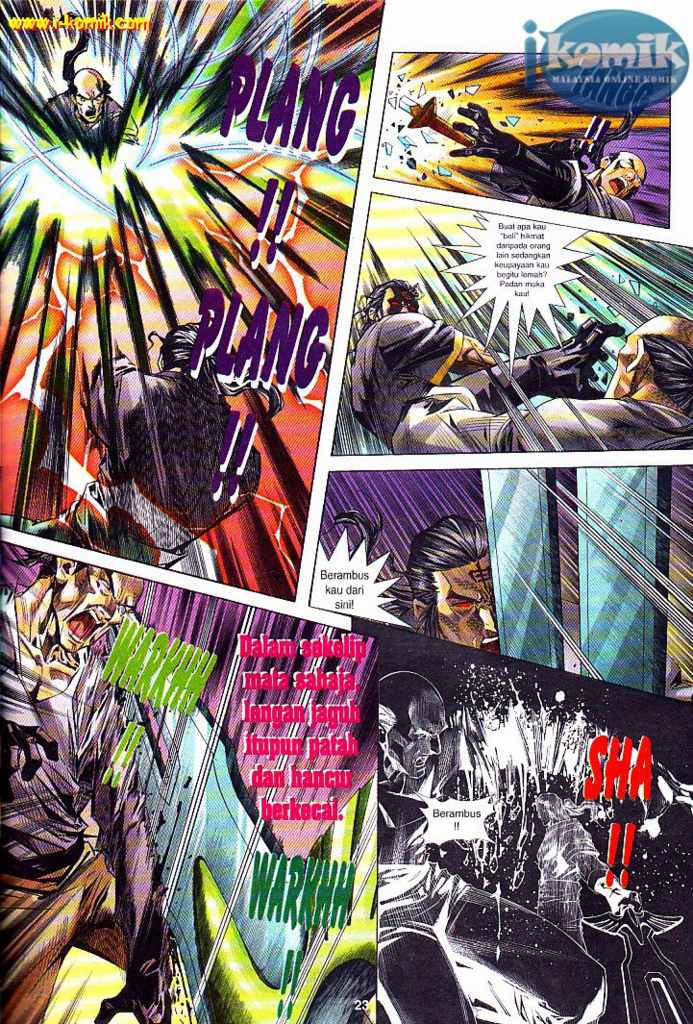 www.i-komik.com
ikomik
MALAYSIA ONLINE KOMIK
PLANG
!!
PLANG
!!
!!
Buat apa kau
"beli" hikmat
daripada orang
lain sedangkan
keupayaan kau
begitu lemah?
Padan muka
kau!
Berambus
kau dari
sini!
WARKHH
!!
Dalam sekelip
mata sahaja,
lengan jaguh
itupun patah
dan hancur
berkecai.
WARKHH
!!
Berambus
!!
SHA
!!
23